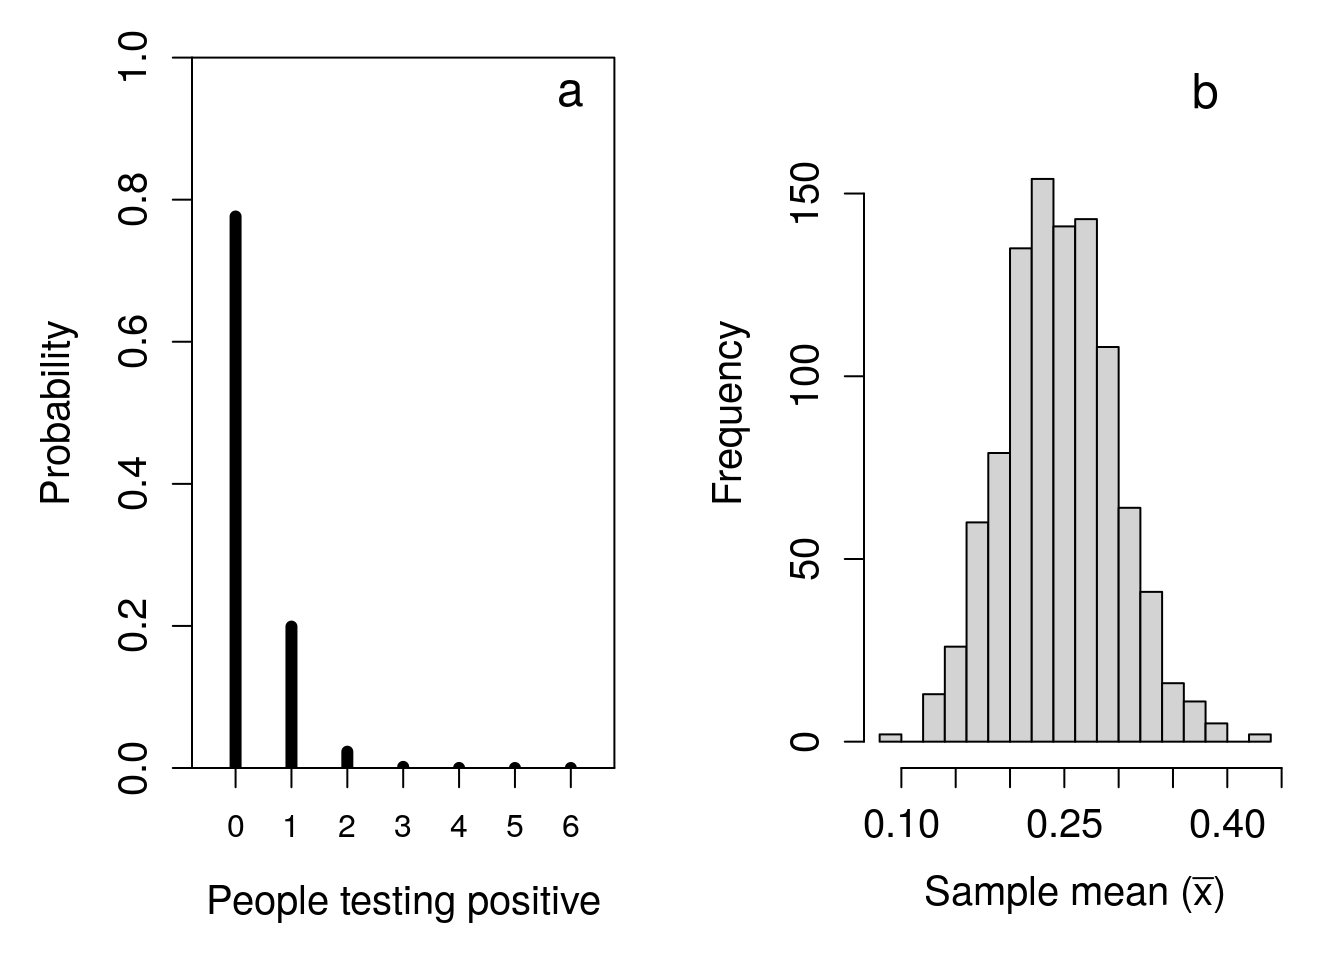 a
1.0
0.8
0.6
0.4
0.2
0.0
Probability
0 1 2 3 4 5 6
People testing positive
b
150
100
50
0
Frequency
0.10 0.25 0.40
Sample mean (x̅)